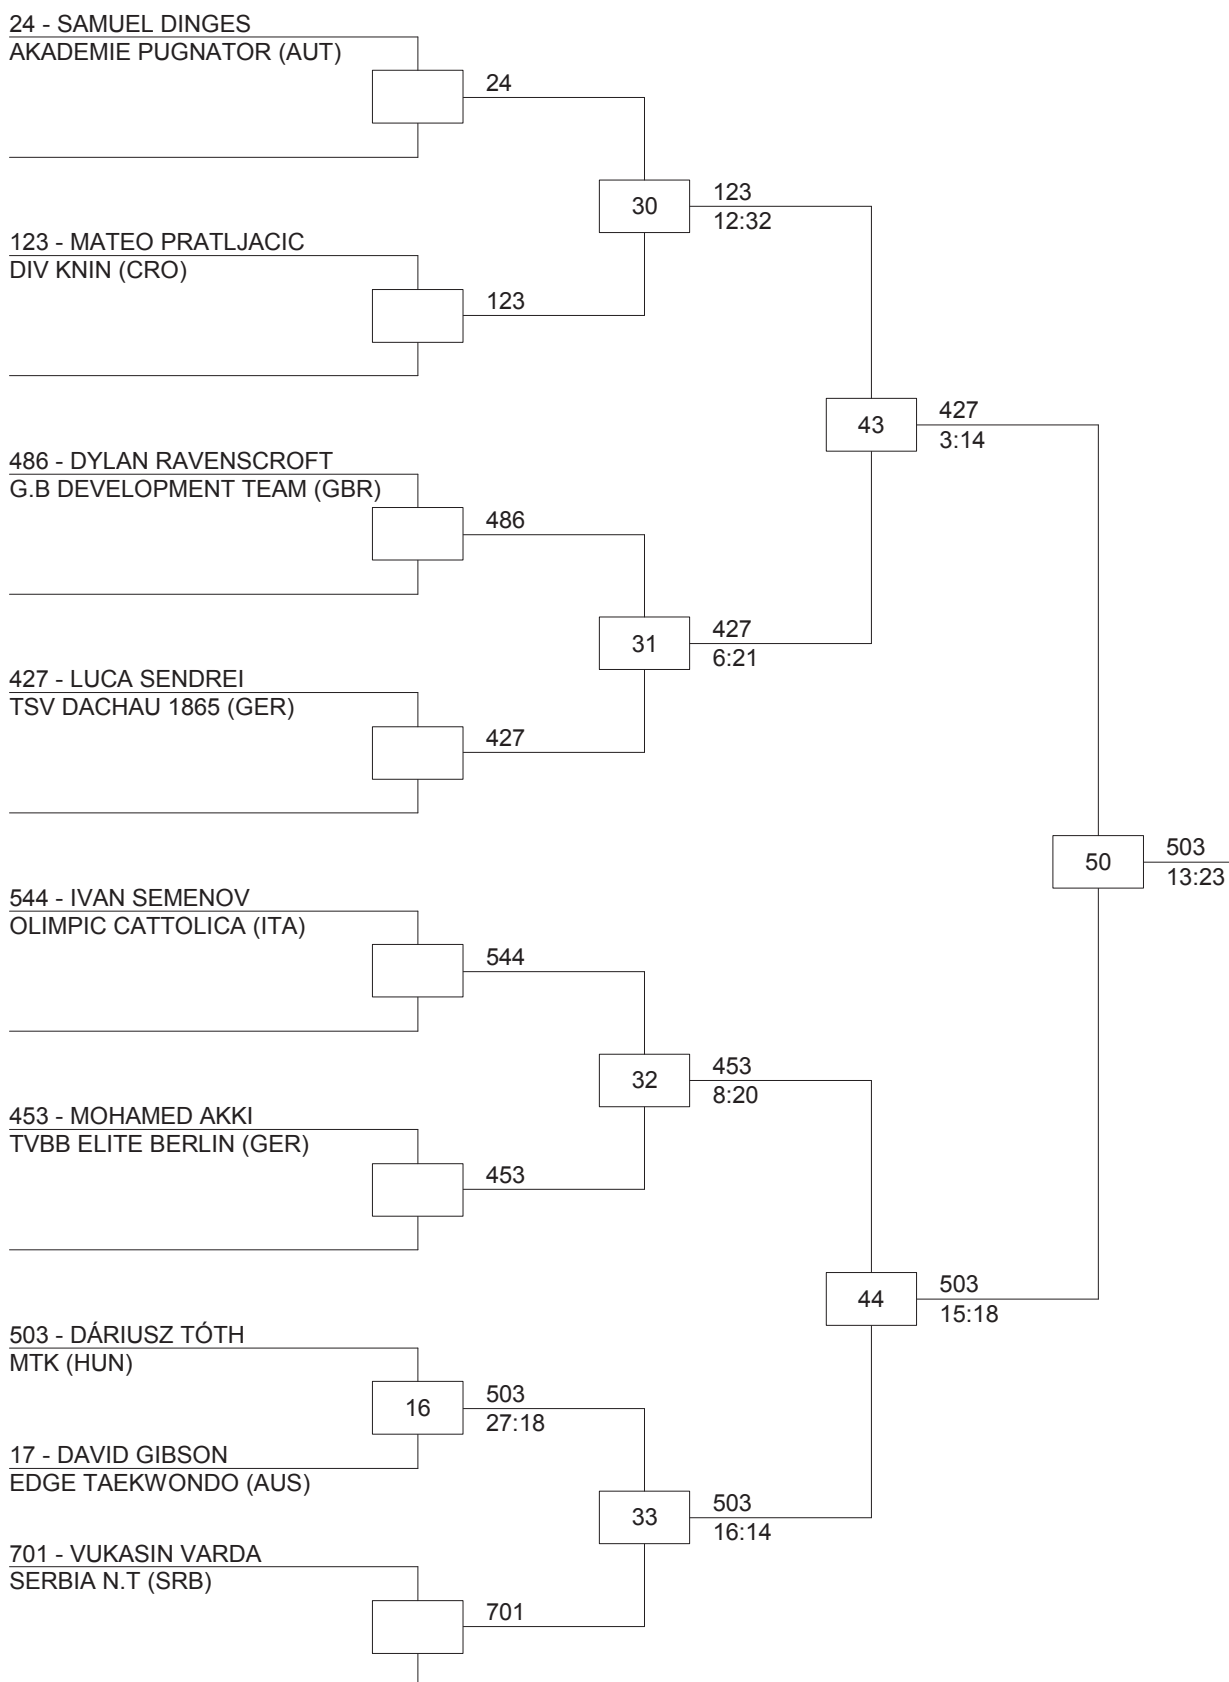 24 - SAMUEL DINGES
AKADEMIE PUGNATOR (AUT)
24
30
123
12:32
123 - MATEO PRATLJACIC
DIV KNIN (CRO)
123
43
427
3:14
486 - DYLAN RAVENSCROFT
G.B DEVELOPMENT TEAM (GBR)
486
31
427
6:21
427 - LUCA SENDREI
TSV DACHAU 1865 (GER)
427
50
503
13:23
544 - IVAN SEMENOV
OLIMPIC CATTOLICA (ITA)
544
32
453
8:20
453 - MOHAMED AKKI
TVBB ELITE BERLIN (GER)
453
44
503
15:18
503 - DÁRIUSZ TÓTH
MTK (HUN)
16
503
27:18
17 - DAVID GIBSON
EDGE TAEKWONDO (AUS)
33
503
16:14
701 - VUKASIN VARDA
SERBIA N.T (SRB)
701